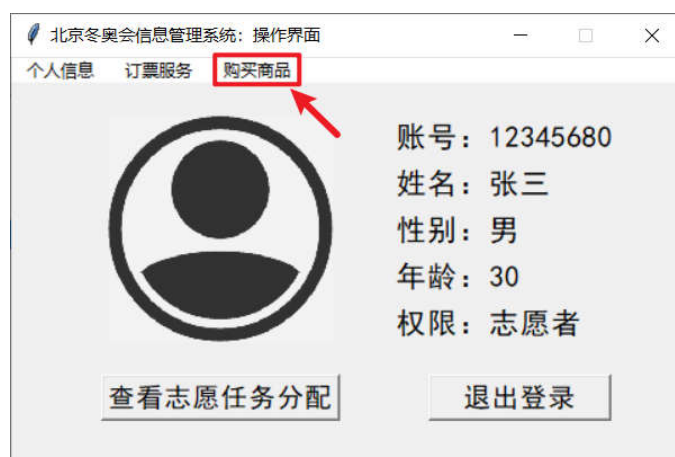 北京冬奥会信息管理系统：操作界面
个人信息 订票服务 购买商品
账号：12345680
姓名：张三
性别：男
年龄：30
权限：志愿者
查看志愿任务分配 退出登录